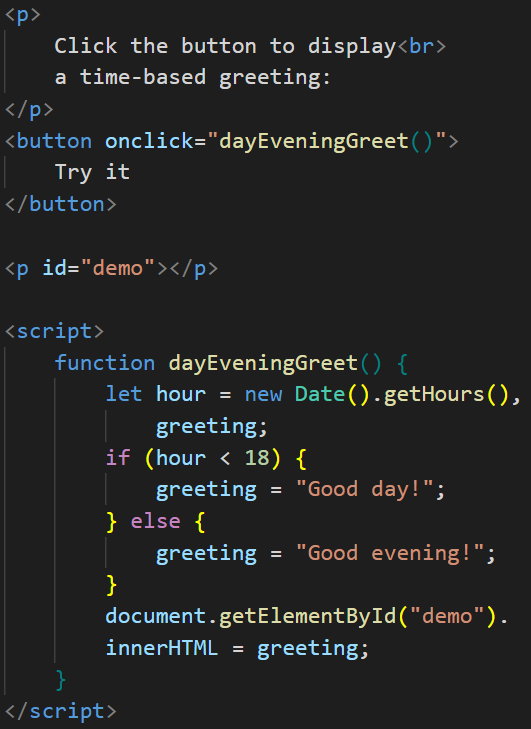 <p>
    Click the button to display<br>
    a time-based greeting:
</p>
<button onclick="dayEveningGreet()">
    Try it
</button>

<p id="demo"></p>

<script>
    function dayEveningGreet() {
        let hour = new Date().getHours(),
            greeting;
        if (hour < 18) {
            greeting = "Good day!";
        } else {
            greeting = "Good evening!";
        }
        document.getElementById("demo").
        innerHTML = greeting;
    }
</script>